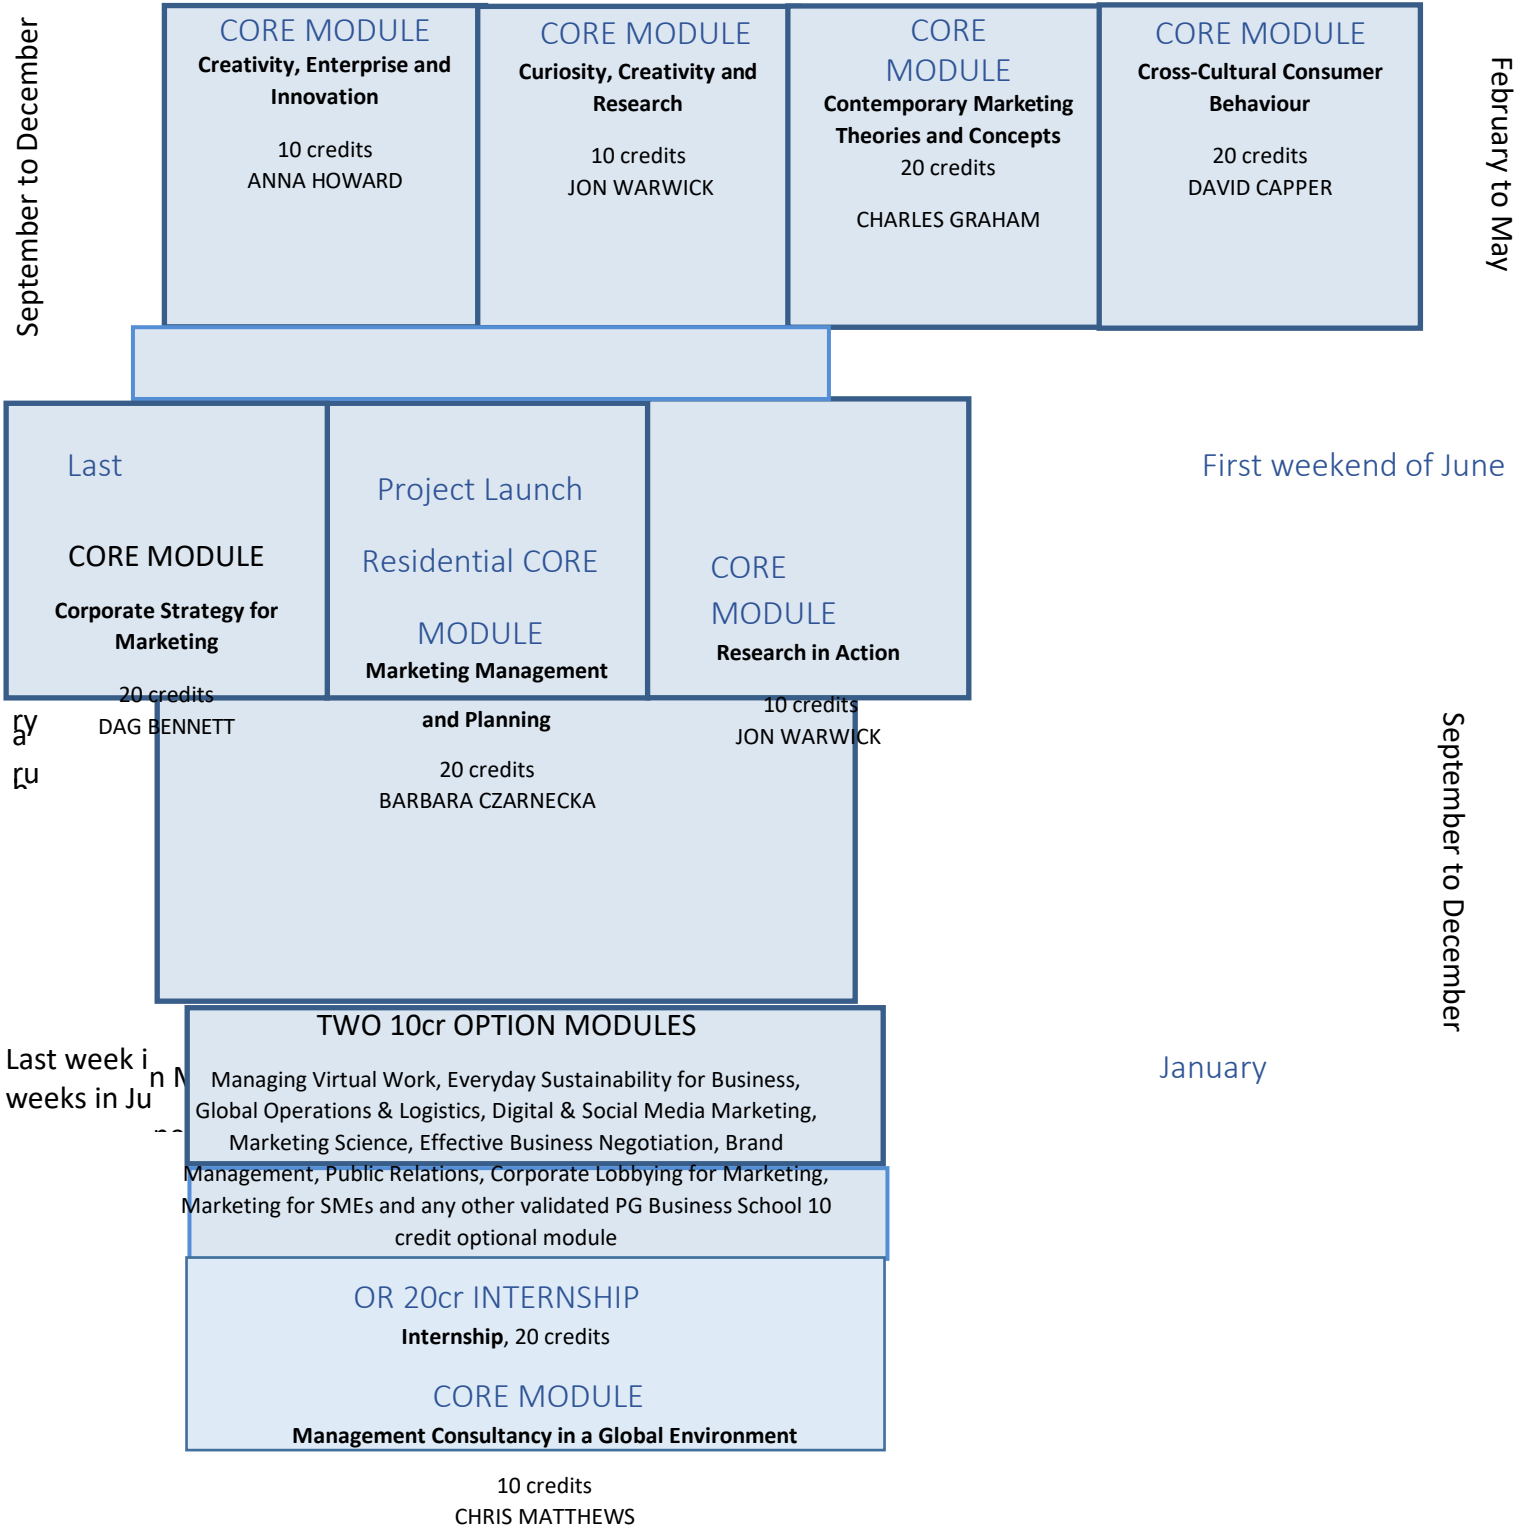 September to December
CORE MODULE
Creativity, Enterprise and
Innovation
10 credits
ANNA HOWARD
CORE MODULE
Curiosity, Creativity and
Research
10 credits
JON WARWICK
CORE
MODULE
Contemporary Marketing
Theories and Concepts
20 credits
CHARLES GRAHAM
CORE MODULE
Cross-Cultural Consumer
Behaviour
20 credits
DAVID CAPPER
February to May
Last
CORE MODULE
Corporate Strategy for
Marketing
20 credits
DAG BENNETT
Project Launch
Residential CORE
MODULE
Marketing Management
and Planning
20 credits
BARBARA CZARNECKA
CORE
MODULE
Research in Action
10 credits
JON WARWICK
First weekend of June
ry
a
ru
September to December
Last week i
n M
weeks in Ju
TWO 10cr OPTION MODULES
Managing Virtual Work, Everyday Sustainability for Business,
Global Operations & Logistics, Digital & Social Media Marketing,
Marketing Science, Effective Business Negotiation, Brand
Management, Public Relations, Corporate Lobbying for Marketing,
Marketing for SMEs and any other validated PG Business School 10
credit optional module
January
OR 20cr INTERNSHIP
Internship, 20 credits
CORE MODULE
Management Consultancy in a Global Environment
10 credits
CHRIS MATTHEWS